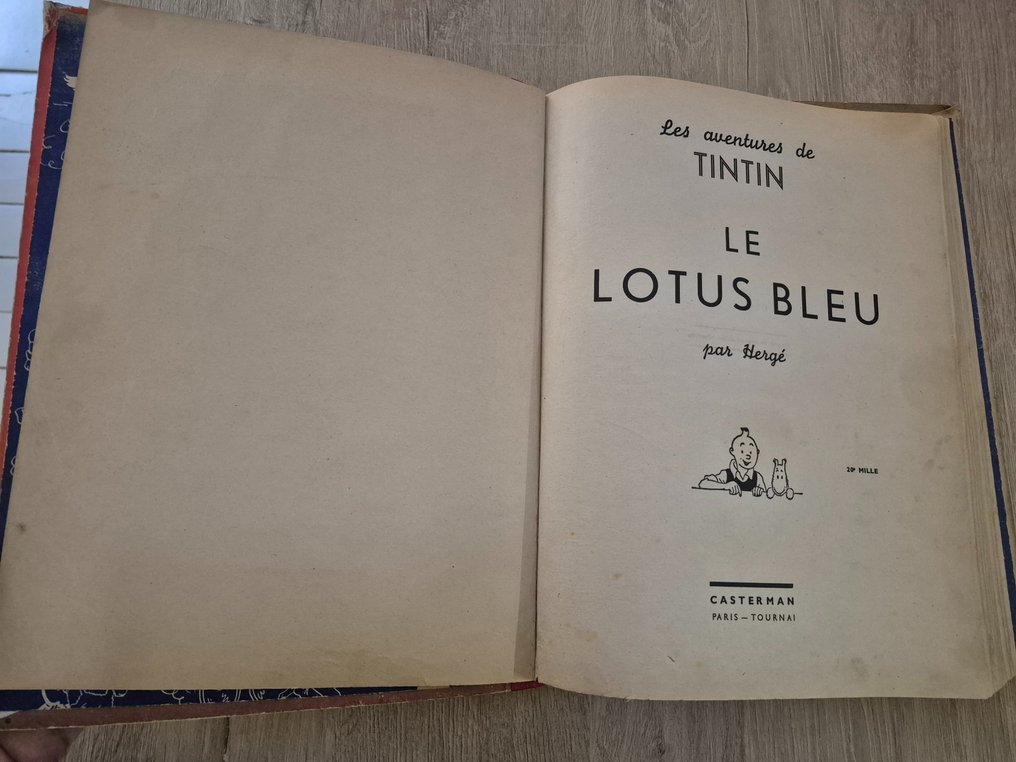 Les aventures de
TINTIN
LE
LOTUS BLEU
par Hergé
20e MILLE
CASTERMAN
PARIS – TOURNAI